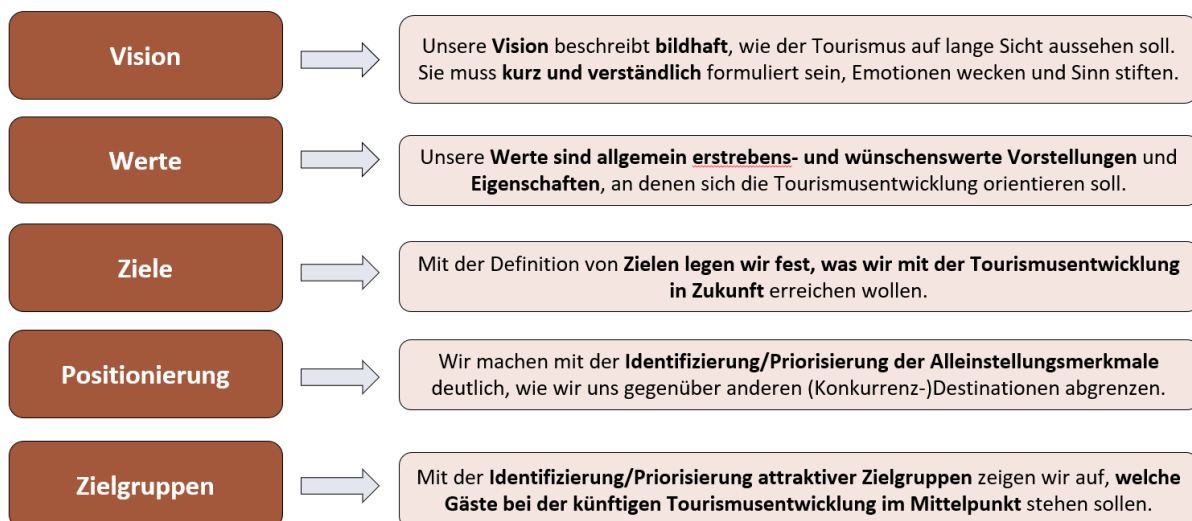 Vision
Unsere Vision beschreibt bildhaft, wie der Tourismus auf lange Sicht aussehen soll.
Sie muss kurz und verständlich formuliert sein, Emotionen wecken und Sinn stiften.
Werte
Unsere Werte sind allgemein erstrebens- und wünschenswerte Vorstellungen und
Eigenschaften, an denen sich die Tourismusentwicklung orientieren soll.
Ziele
Mit der Definition von Zielen legen wir fest, was wir mit der Tourismusentwicklung
in Zukunft erreichen wollen.
Positionierung
Wir machen mit der Identifizierung/Priorisierung der Alleinstellungsmerkmale
deutlich, wie wir uns gegenüber anderen (Konkurrenz-)Destinationen abgrenzen.
Zielgruppen
Mit der Identifizierung/Priorisierung attraktiver Zielgruppen zeigen wir auf, welche
Gäste bei der künftigen Tourismusentwicklung im Mittelpunkt stehen sollen.